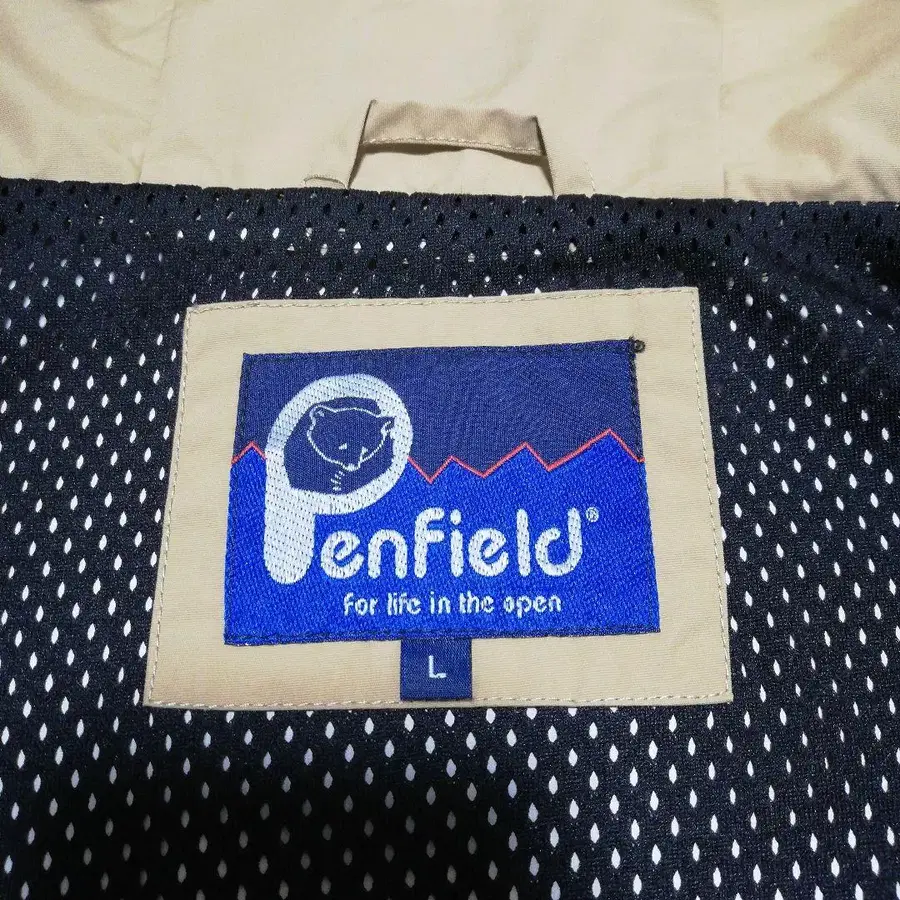 Penfield®
for life in the open
L